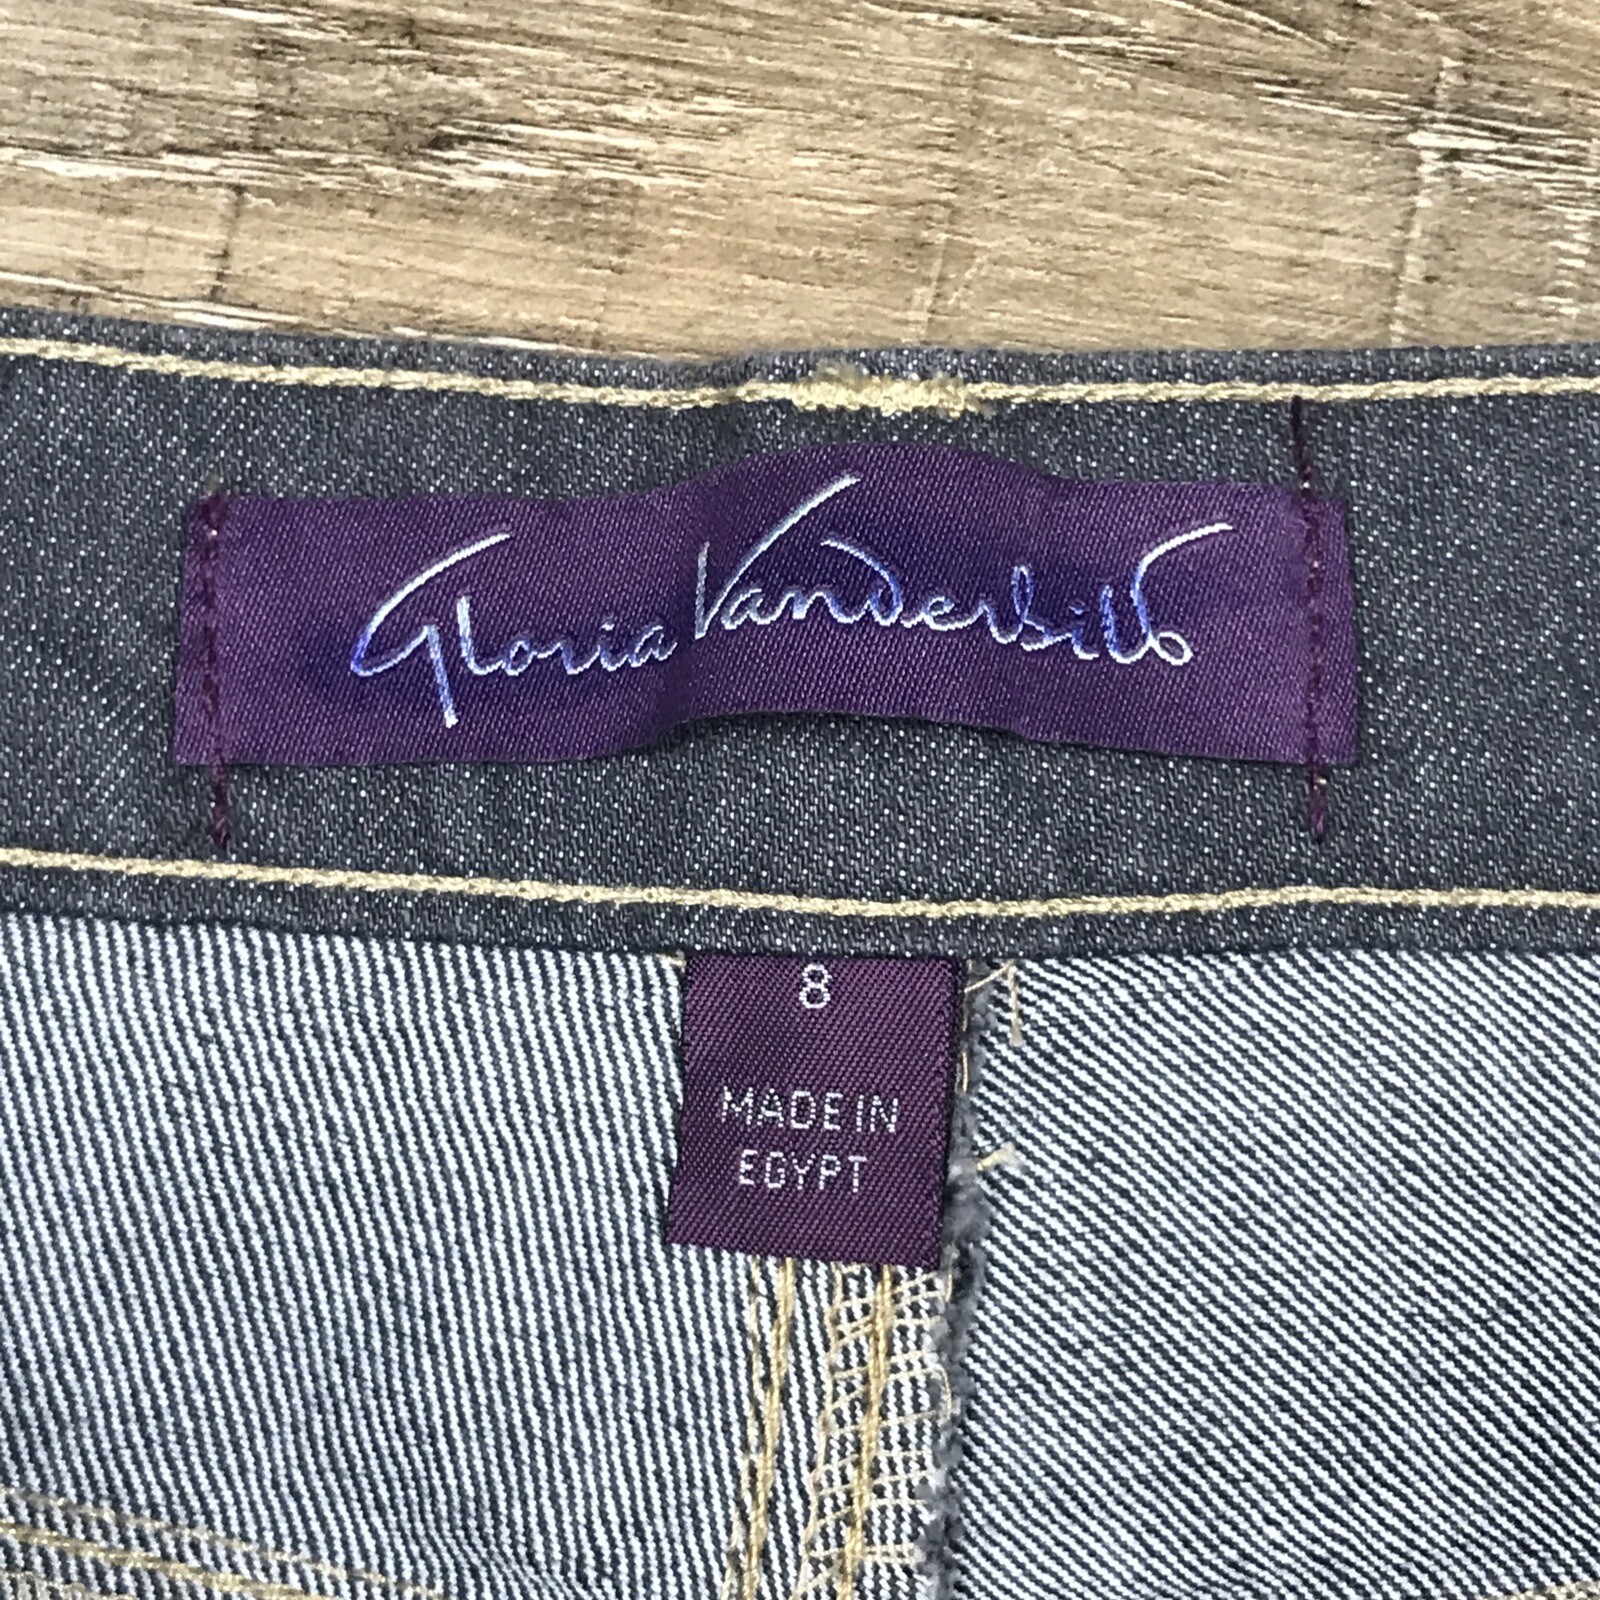 Gloria Vanderbilt
8
MADE IN
EGYPT